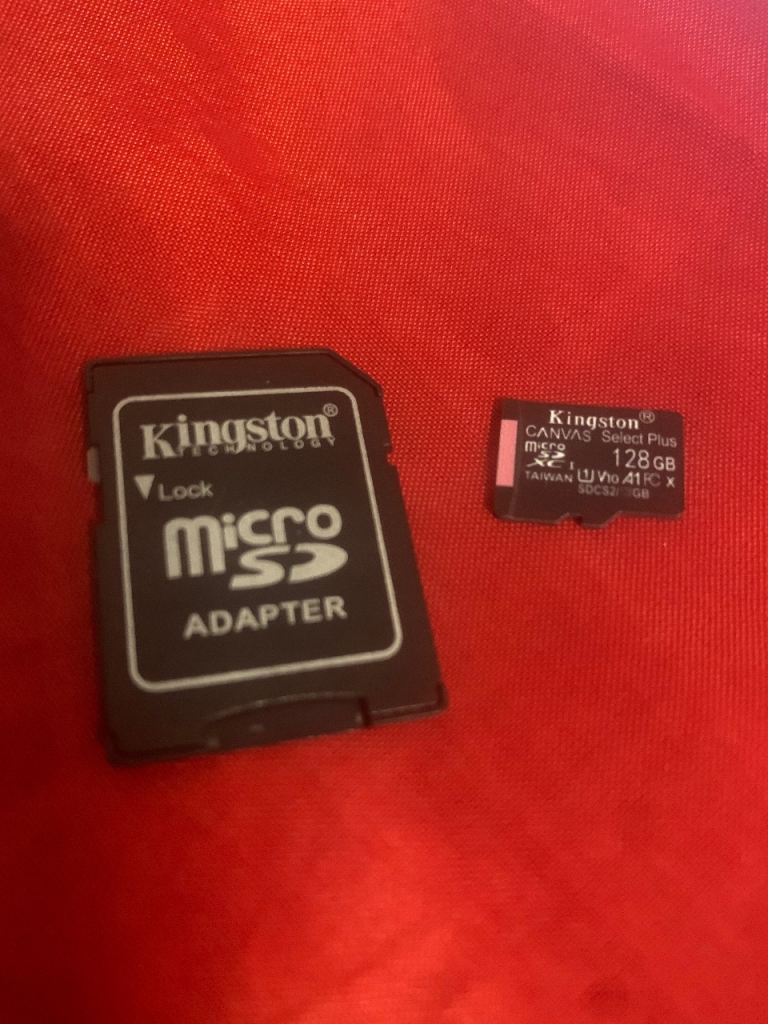 Kingston®
TECHNOLOGY
Lock
Micro
SD
ADAPTER
Kingston®
CANVAS Select Plus
Micro
SD
XC I 128GB
TAIWAN U1 V10 A1 FC X